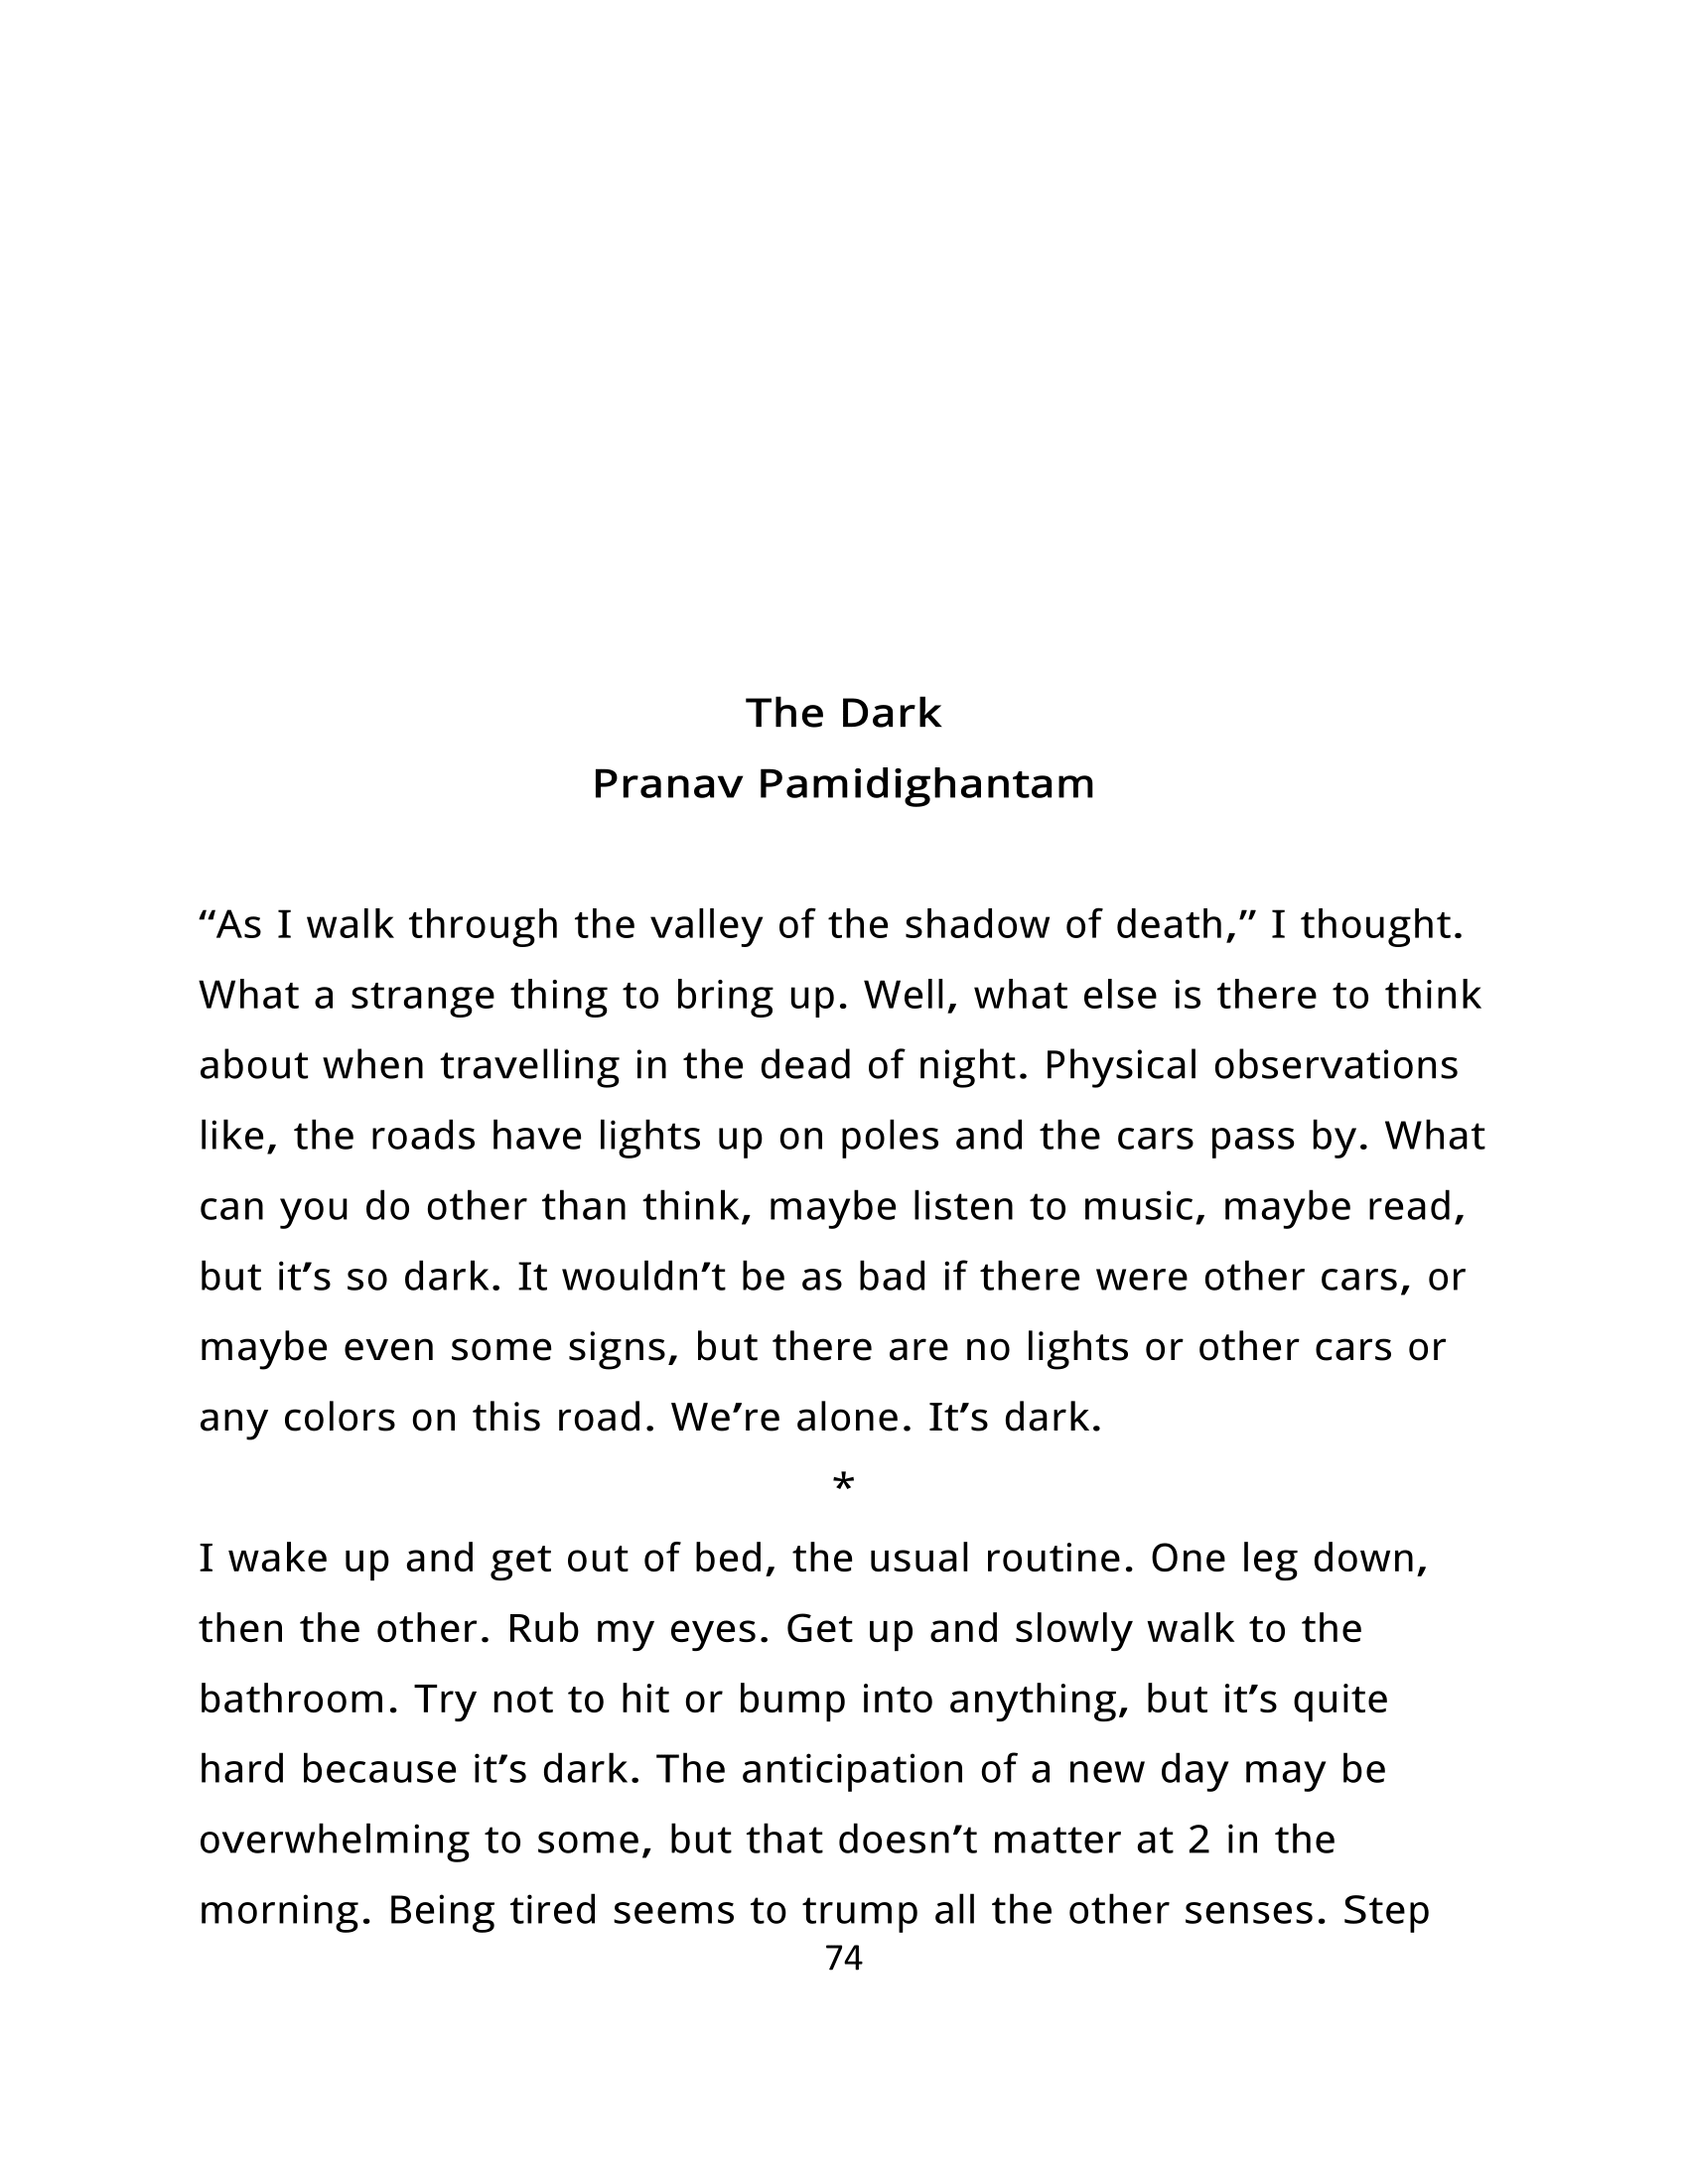 The Dark
Pranav Pamidighantam
“As I walk through the valley of the shadow of death,” I thought.
What a strange thing to bring up. Well, what else is there to think
about when travelling in the dead of night. Physical observations
like, the roads have lights up on poles and the cars pass by. What
can you do other than think, maybe listen to music, maybe read,
but it’s so dark. It wouldn’t be as bad if there were other cars, or
maybe even some signs, but there are no lights or other cars or
any colors on this road. We’re alone. It’s dark.
*
I wake up and get out of bed, the usual routine. One leg down,
then the other. Rub my eyes. Get up and slowly walk to the
bathroom. Try not to hit or bump into anything, but it’s quite
hard because it’s dark. The anticipation of a new day may be
overwhelming to some, but that doesn’t matter at 2 in the
morning. Being tired seems to trump all the other senses. Step
74